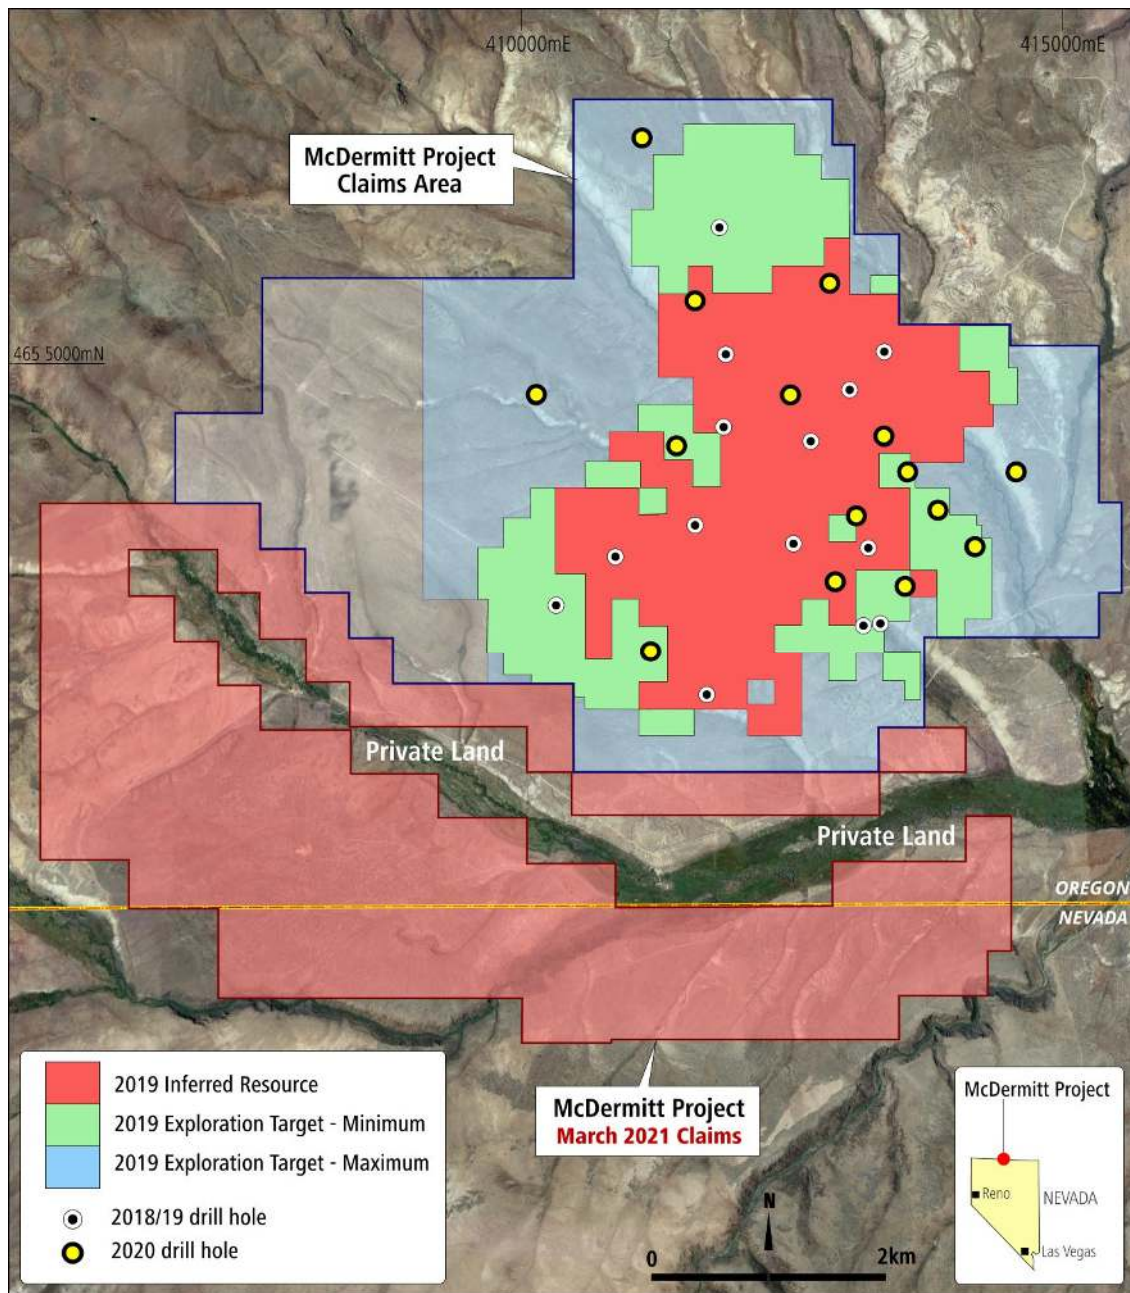 410000mE
415000mE
McDermitt Project
Claims Area
465 5000mN
Private Land
Private Land
OREGON
NEVADA
2019 Inferred Resource
2019 Exploration Target - Minimum
2019 Exploration Target - Maximum
2018/19 drill hole
2020 drill hole
McDermitt Project
March 2021 Claims
N
0
2km
McDermitt Project
Reno
NEVADA
Las Vegas